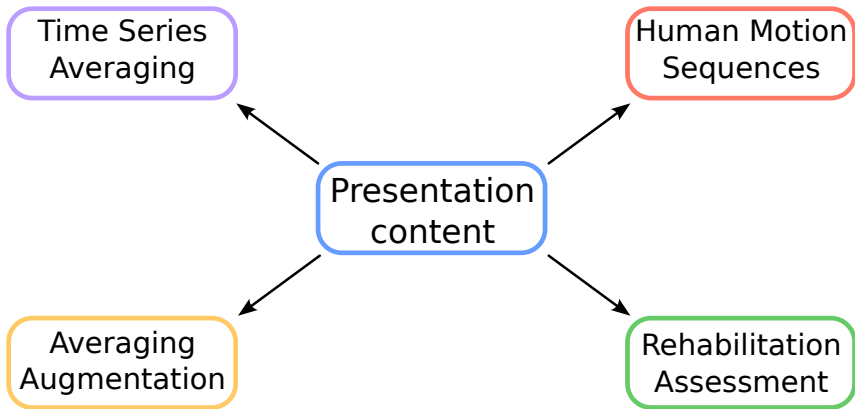 Time Series
Averaging
Human Motion
Sequences
Presentation
content
Averaging
Augmentation
Rehabilitation
Assessment